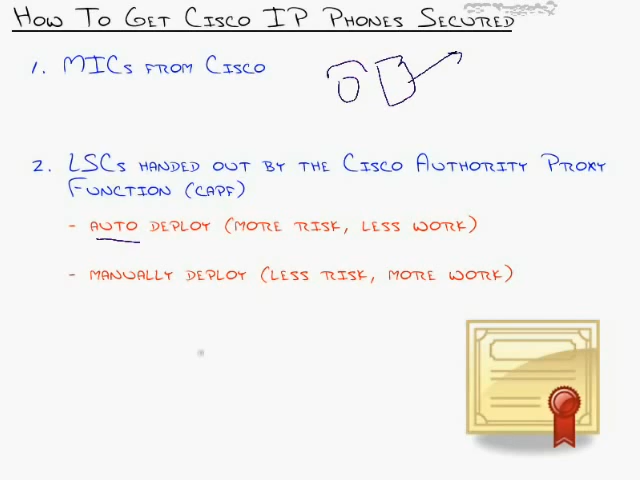 How To Get Cisco IP Phones Secured
1. MICs from Cisco
2. LSCs handed out by the Cisco Authority Proxy
Function (CAPF)
- Auto deploy (more risk, less work)
- Manually deploy (less risk, more work)